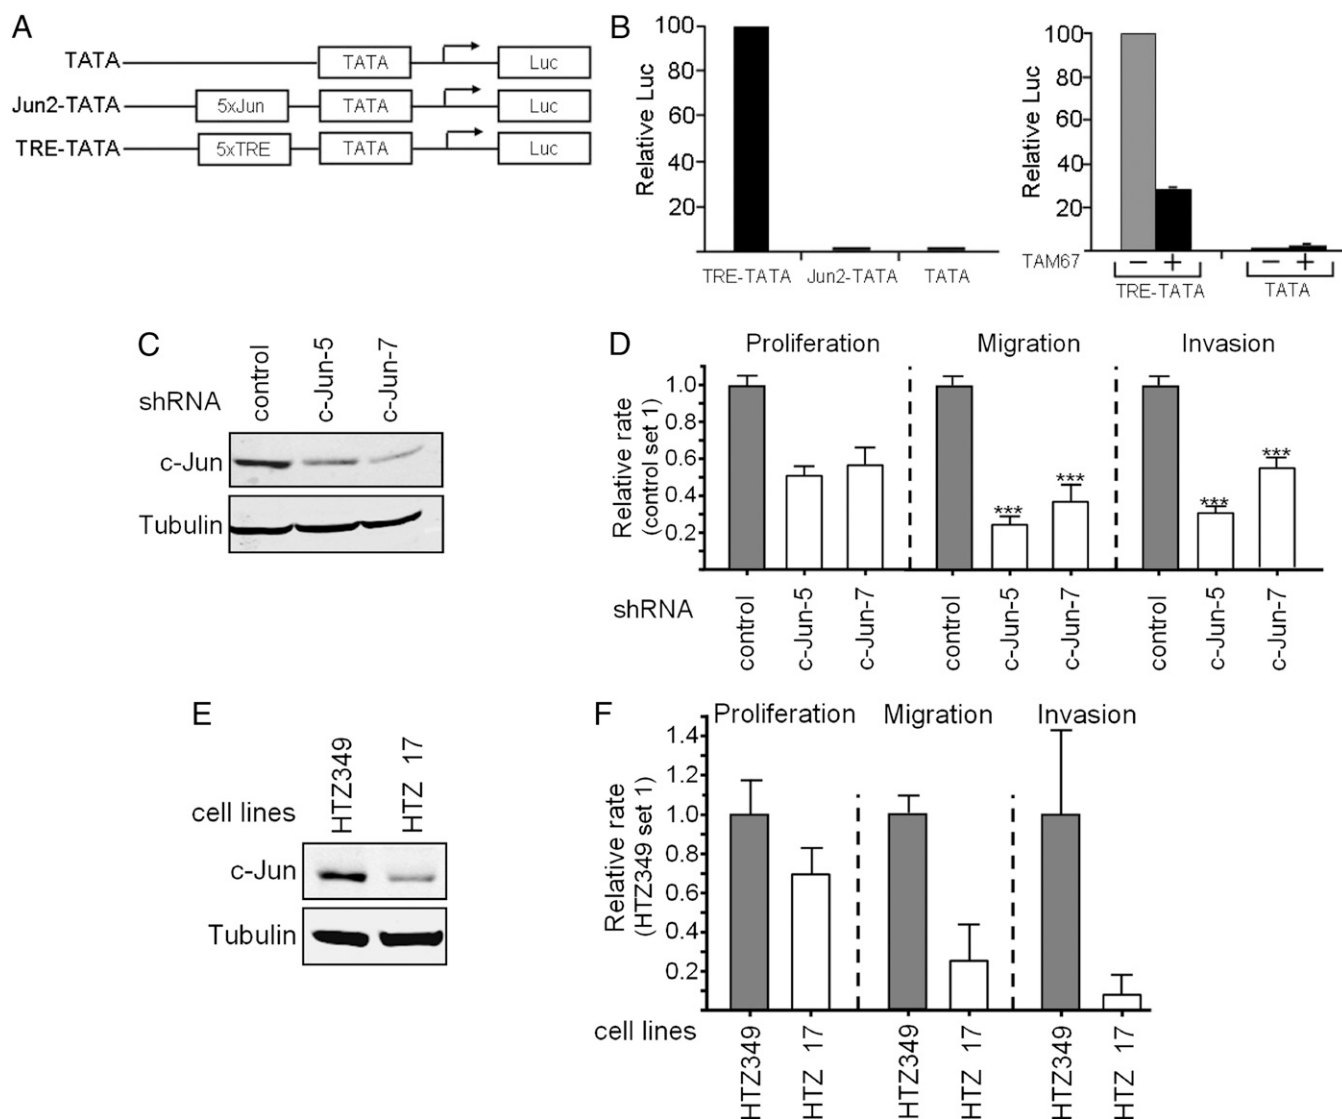 A
TATA TATA Luc
Jun2-TATA 5xJun TATA Luc
TRE-TATA 5xTRE TATA Luc
B
Relative Luc
100
80
60
40
20
TRE-TATA Jun2-TATA TATA
Relative Luc
100
80
60
40
20
TAM67 − + − +
TRE-TATA TATA
C
shRNA control c-Jun-5 c-Jun-7
c-Jun
Tubulin
D
Proliferation Migration Invasion
Relative rate
(control set 1)
1.0
0.8
0.6
0.4
0.2
*** *** *** ***
shRNA control c-Jun-5 c-Jun-7 control c-Jun-5 c-Jun-7 control c-Jun-5 c-Jun-7
E
cell lines HTZ349 HTZ 17
c-Jun
Tubulin
F
Proliferation Migration Invasion
Relative rate
(HTZ349 set 1)
1.4
1.2
1.0
0.8
0.6
0.4
0.2
cell lines HTZ349 HTZ 17 HTZ349 HTZ 17 HTZ349 HTZ 17